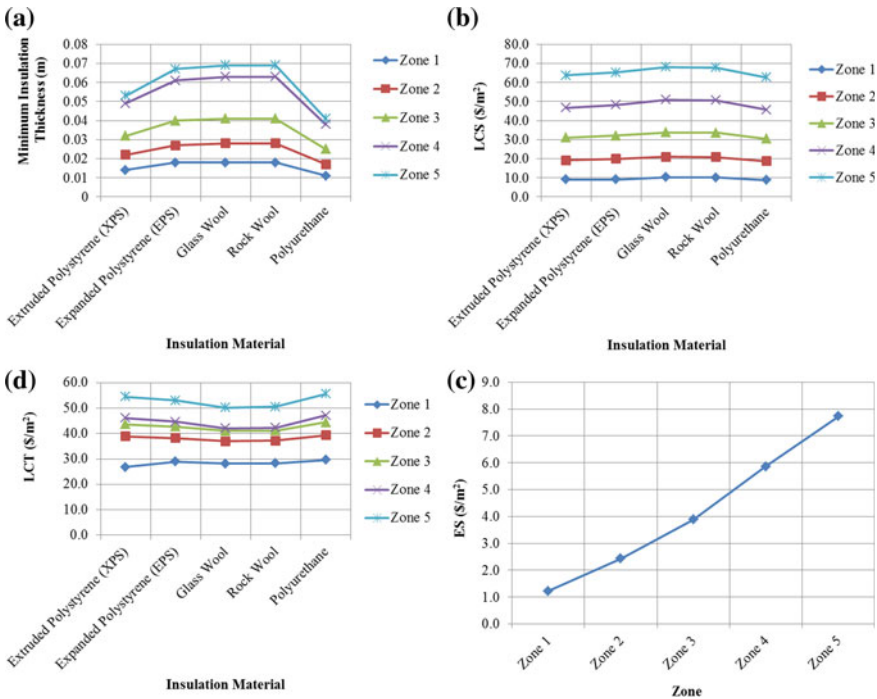 (a)
Minimum Insulation
Thickness (m)
0.08
0.07
0.06
0.05
0.04
0.03
0.02
0.01
0
Extruded Polystyrene (XPS)
Expanded Polystyrene (EPS)
Glass Wool
Rock Wool
Polyurethane
Insulation Material
Zone 1
Zone 2
Zone 3
Zone 4
Zone 5
(b)
LCS ($/m²)
80.0
70.0
60.0
50.0
40.0
30.0
20.0
10.0
0.0
Extruded Polystyrene (XPS)
Expanded Polystyrene (EPS)
Glass Wool
Rock Wool
Polyurethane
Insulation Material
Zone 1
Zone 2
Zone 3
Zone 4
Zone 5
(d)
LCT ($/m²)
60.0
50.0
40.0
30.0
20.0
10.0
0.0
Extruded Polystyrene (XPS)
Expanded Polystyrene (EPS)
Glass Wool
Rock Wool
Polyurethane
Insulation Material
Zone 1
Zone 2
Zone 3
Zone 4
Zone 5
(c)
ES ($/m²)
9.0
8.0
7.0
6.0
5.0
4.0
3.0
2.0
1.0
0.0
Zone 1
Zone 2
Zone 3
Zone 4
Zone 5
Zone